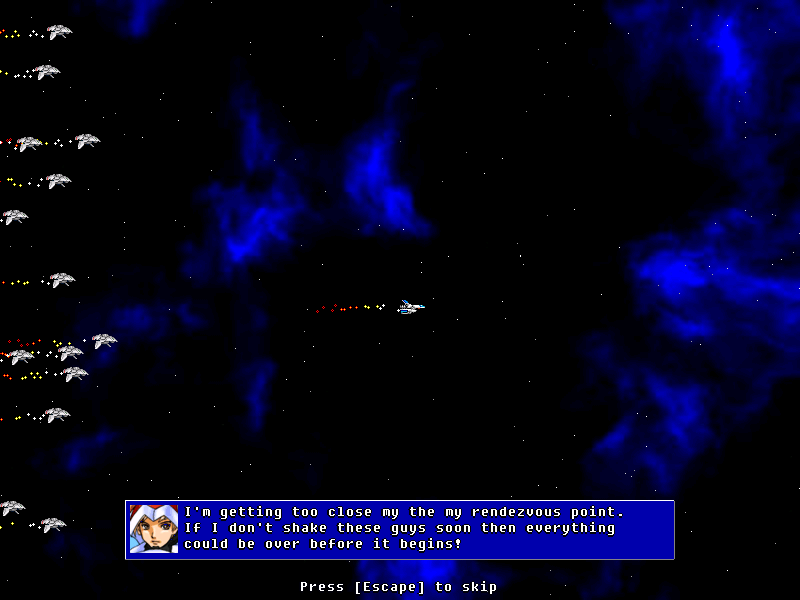 I'm getting too close my the my rendezvous point.
If I don't shake these guys soon then everything
could be over before it begins!
Press [Escape] to skip